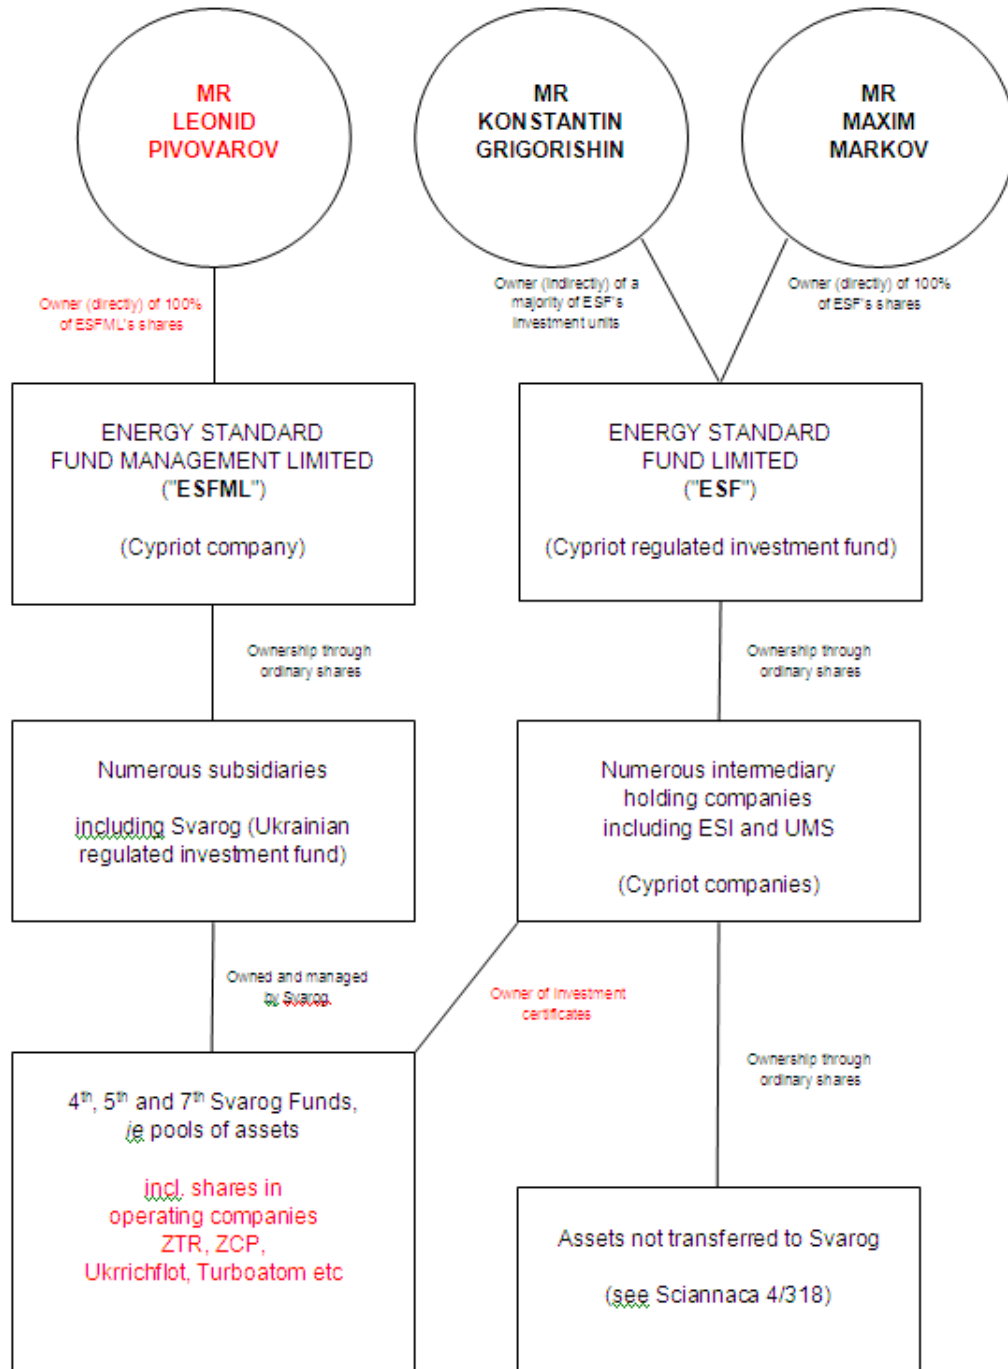 MR
LEONID
PIVOVAROV
MR
KONSTANTIN
GRIGORISHIN
MR
MAXIM
MARKOV
Owner (directly) of 100%
of ESFML's shares
Owner (indirectly) of a
majority of ESF's
investment units
Owner (directly) of 100%
of ESF's shares
ENERGY STANDARD
FUND MANAGEMENT LIMITED
("ESFML")
(Cypriot company)
ENERGY STANDARD
FUND LIMITED
("ESF")
(Cypriot regulated investment fund)
Ownership through
ordinary shares
Ownership through
ordinary shares
Numerous subsidiaries
including Svarog (Ukrainian
regulated investment fund)
Numerous intermediary
holding companies
including ESI and UMS
(Cypriot companies)
Owned and managed
by Svarog
Owner of investment
certificates
Ownership through
ordinary shares
4th, 5th and 7th Svarog Funds,
ie pools of assets
incl. shares in
operating companies
ZTR, ZCP,
Ukrrichflot, Turboatom etc
Assets not transferred to Svarog
(see Sciannaca 4/318)